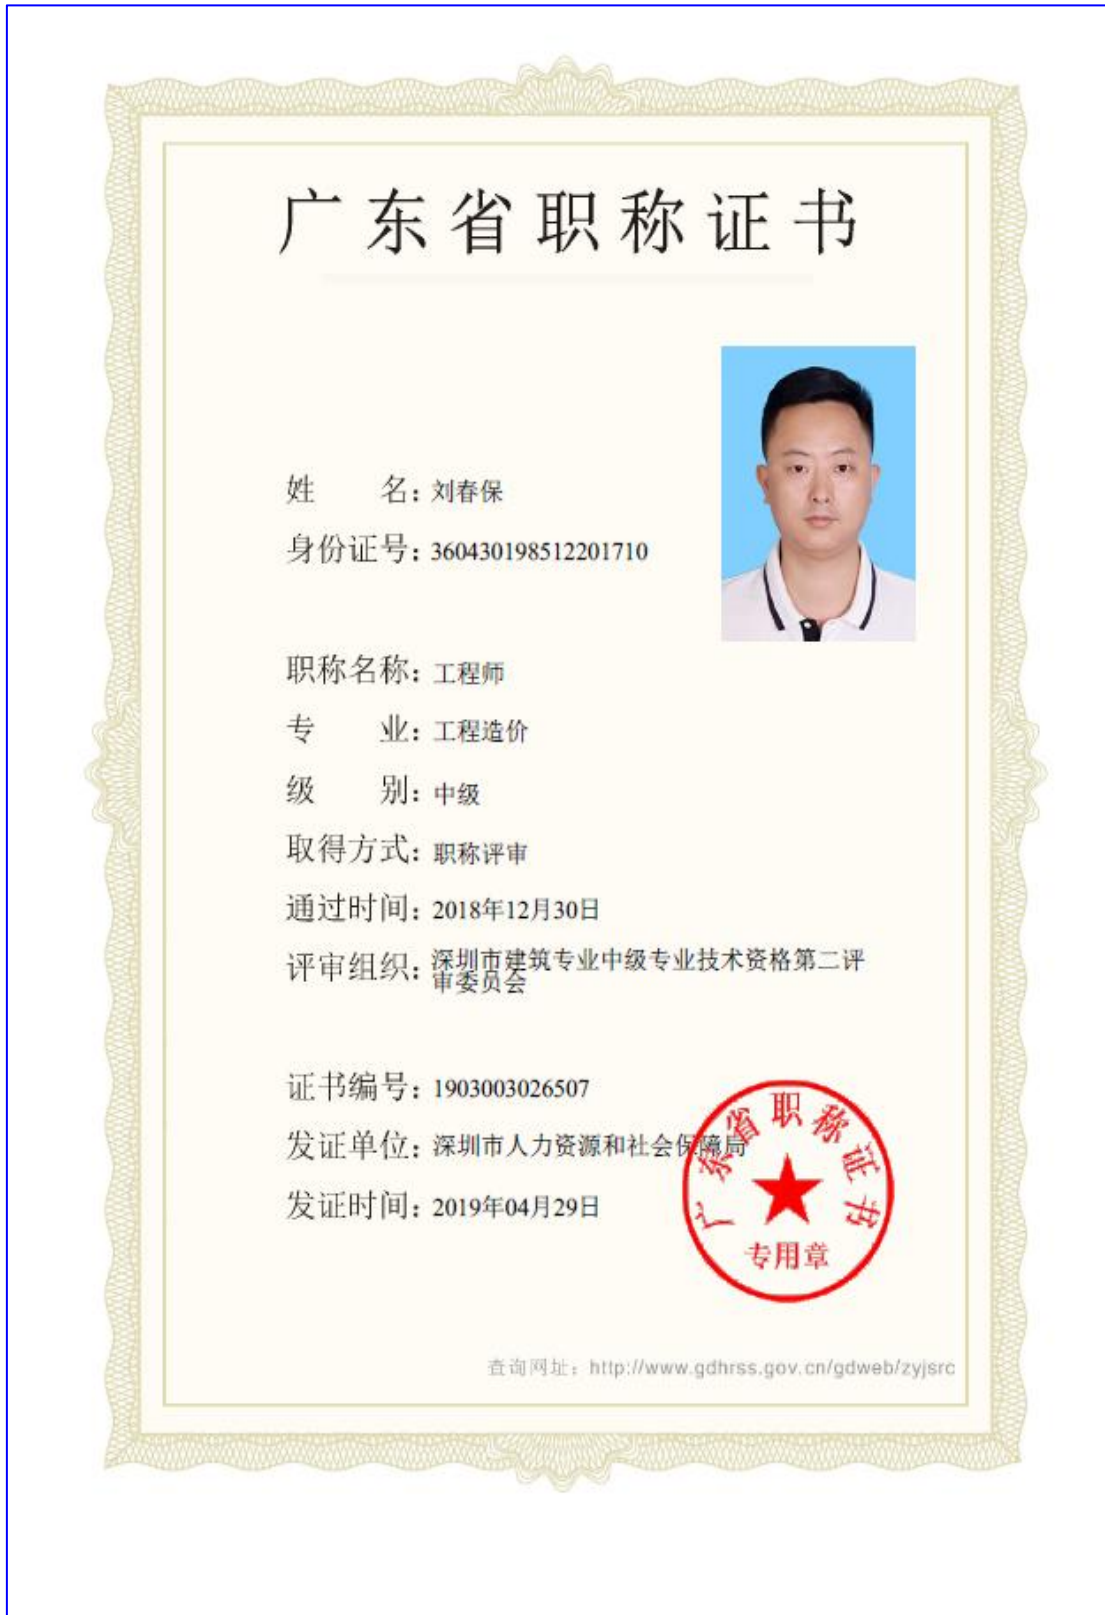 广东省职称证书
姓 名：刘春保
身份证号：360430198512201710
职称名称：工程师
专 业：工程造价
级 别：中级
取得方式：职称评审
通过时间：2018年12月30日
评审组织：深圳市建筑专业中级专业技术资格第二评
审委员会
证书编号：1903003026507
发证单位：深圳市人力资源和社会保障局
发证时间：2019年04月29日
广东省职称证书
专用章
查询网址：http://www.gdhrss.gov.cn/gdweb/zyjsrc